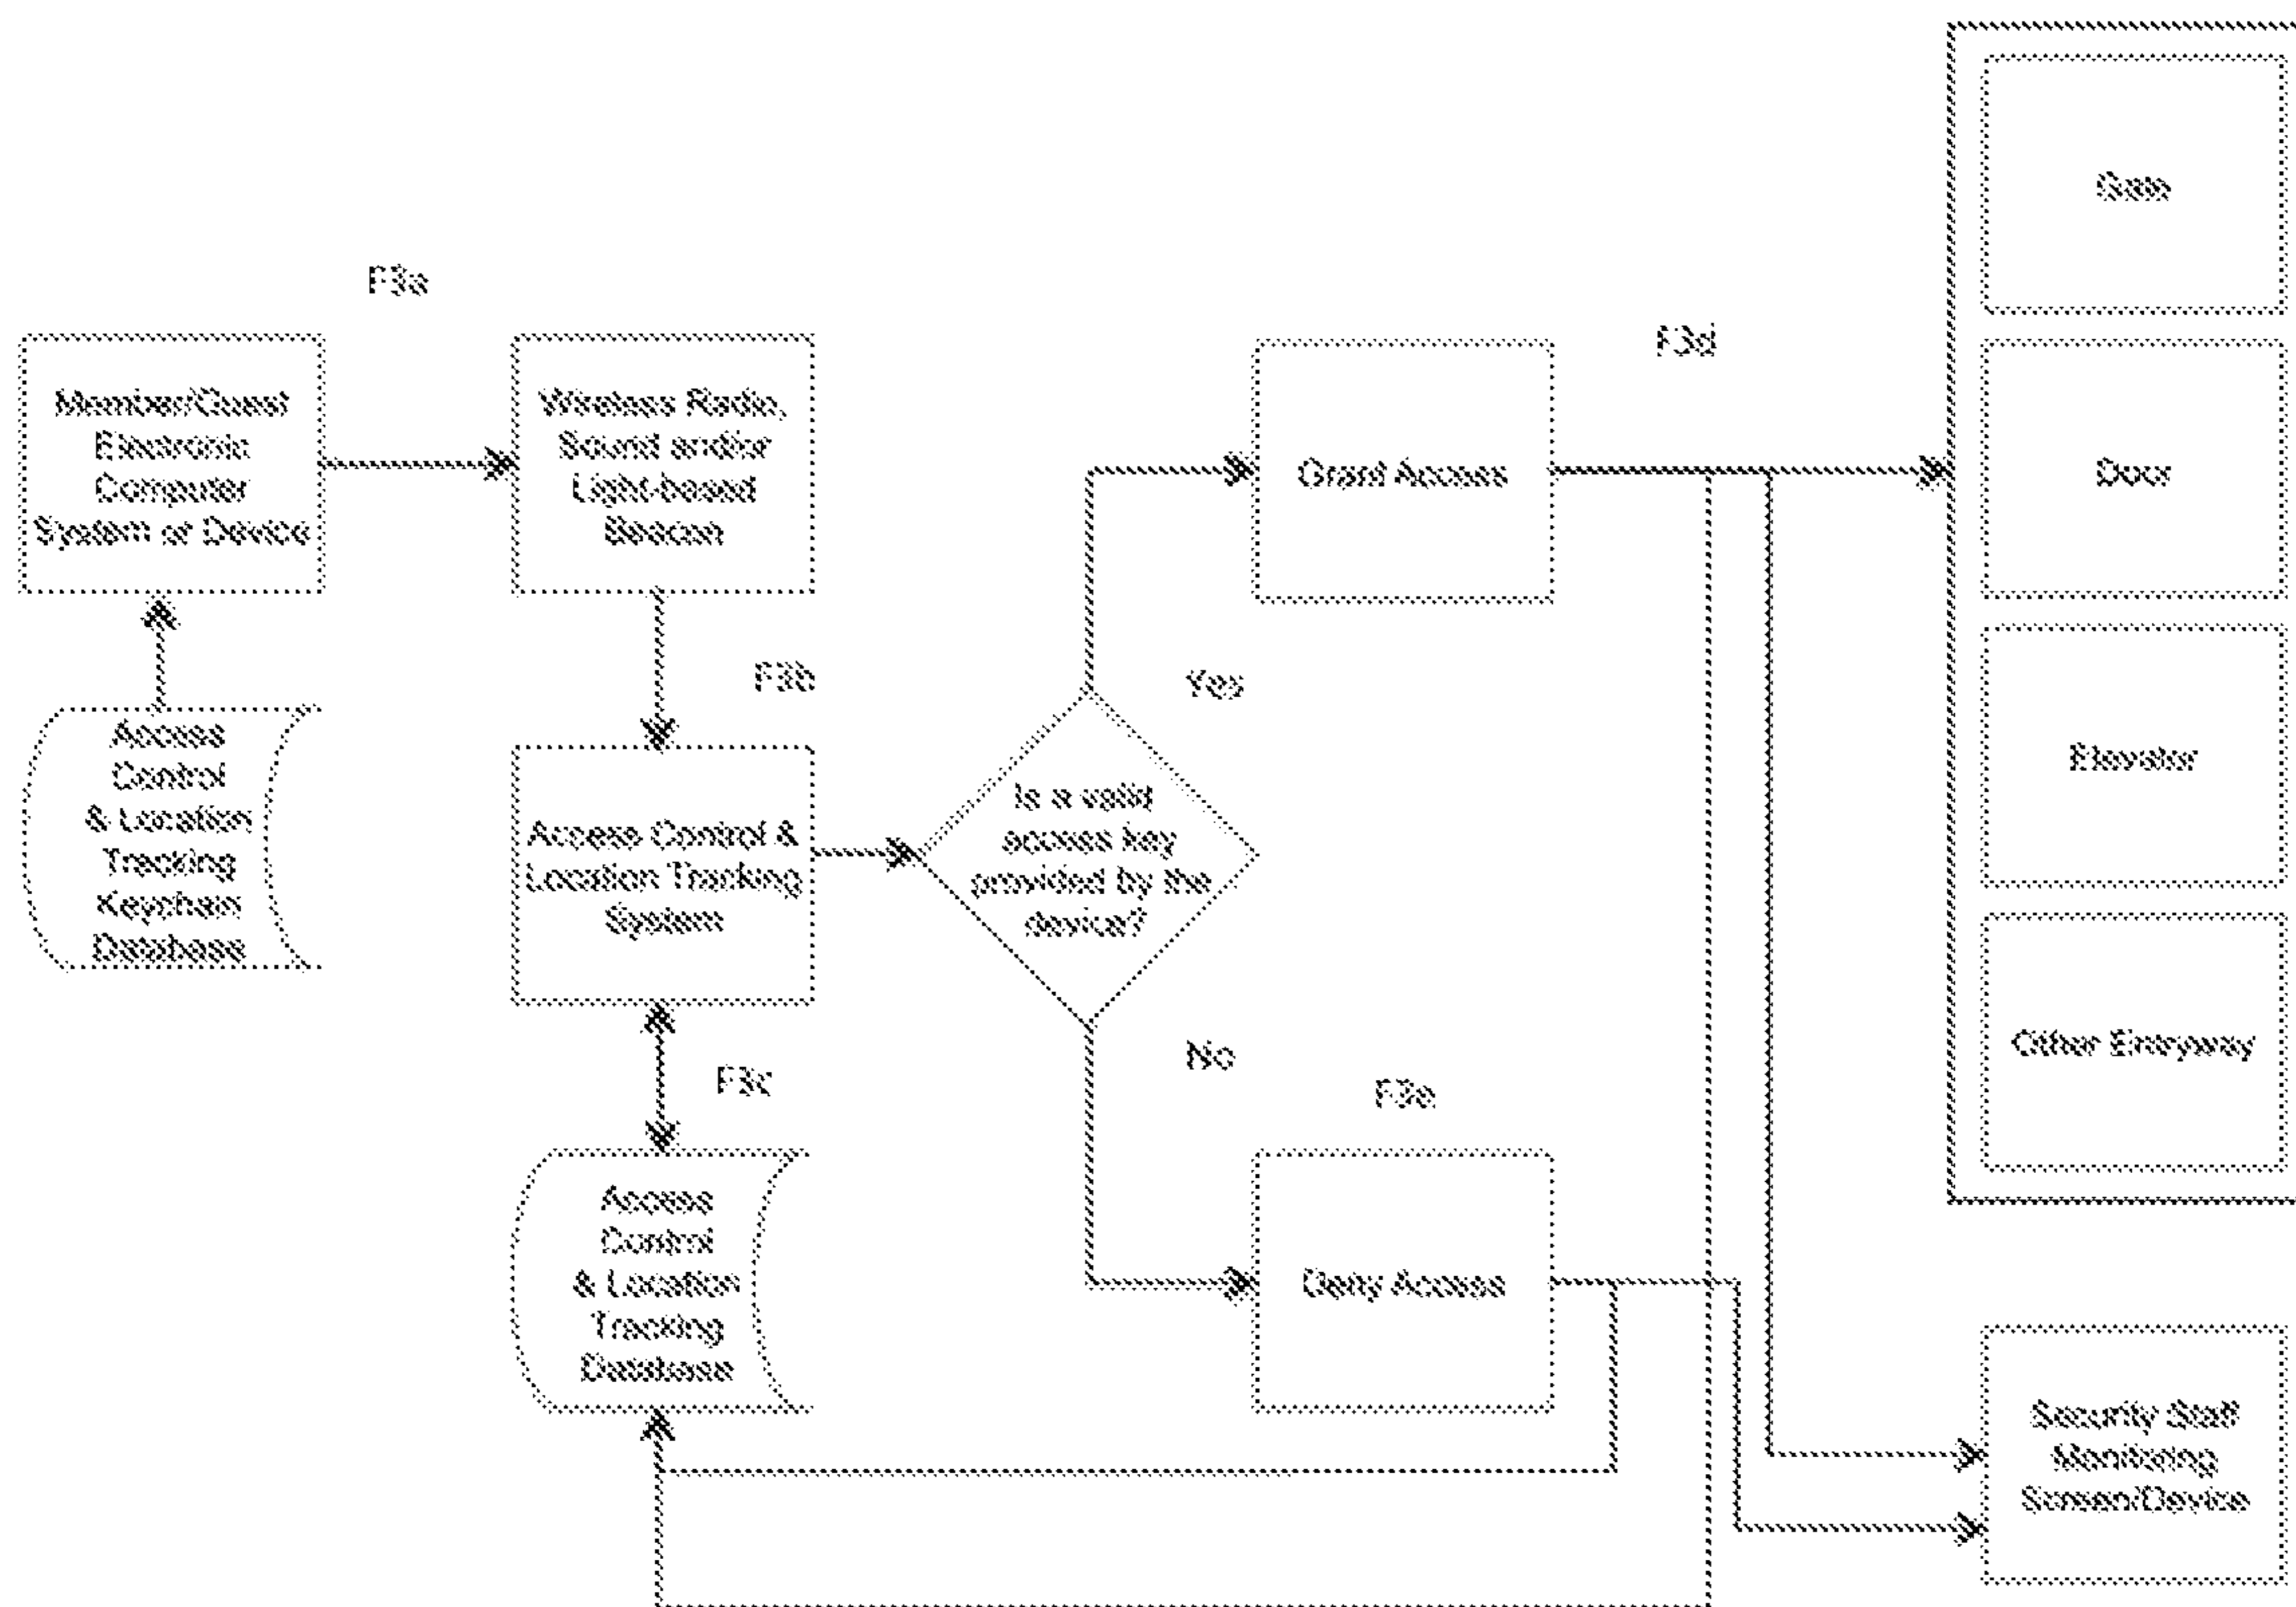 F3a
Member/Guest
Electronic
Computer
System or Device
Wireless Radio,
Sound and/or
Light-based
Beacon
F3b
Access
Control
& Location
Tracking
Keychain
Database
Access Control &
Location Tracking
System
F3c
Access
Control
& Location
Tracking
Database
Is a valid
access key
provided by the
device?
Yes
Grant Access
F3d
No
F3e
Deny Access
Gate
Door
Elevator
Other Entryway
Security Staff
Monitoring
Screen/Device